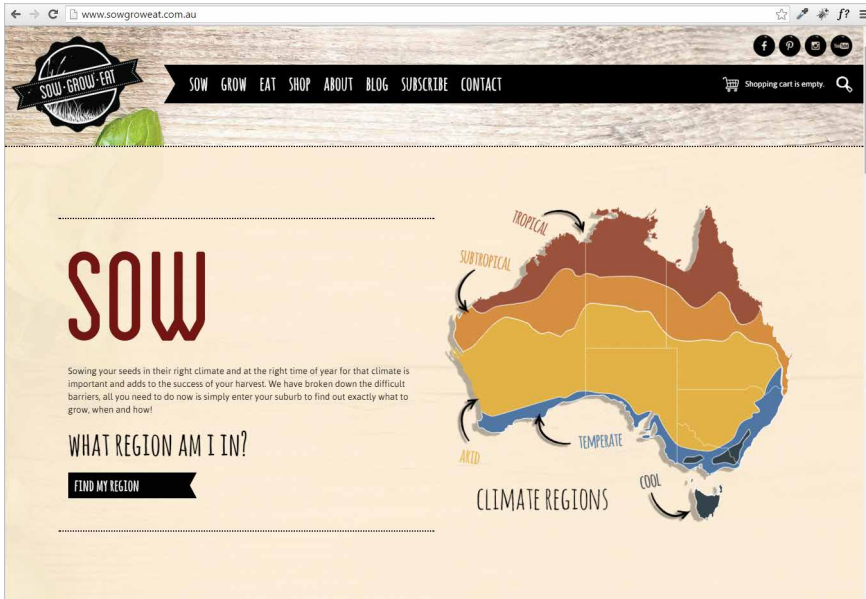 www.sowgroweat.com.au
f?
SOW·GROW·EAT
SOW GROW EAT SHOP ABOUT BLOG SUBSCRIBE CONTACT
Shopping cart is empty.
TROPICAL
SUBTROPICAL
SOW
Sowing your seeds in their right climate and at the right time of year for that climate is
important and adds to the success of your harvest. We have broken down the difficult
barriers, all you need to do now is simply enter your suburb to find out exactly what to
grow, when and how!
WHAT REGION AM I IN?
FIND MY REGION
ARID
TEMPERATE
COOL
CLIMATE REGIONS